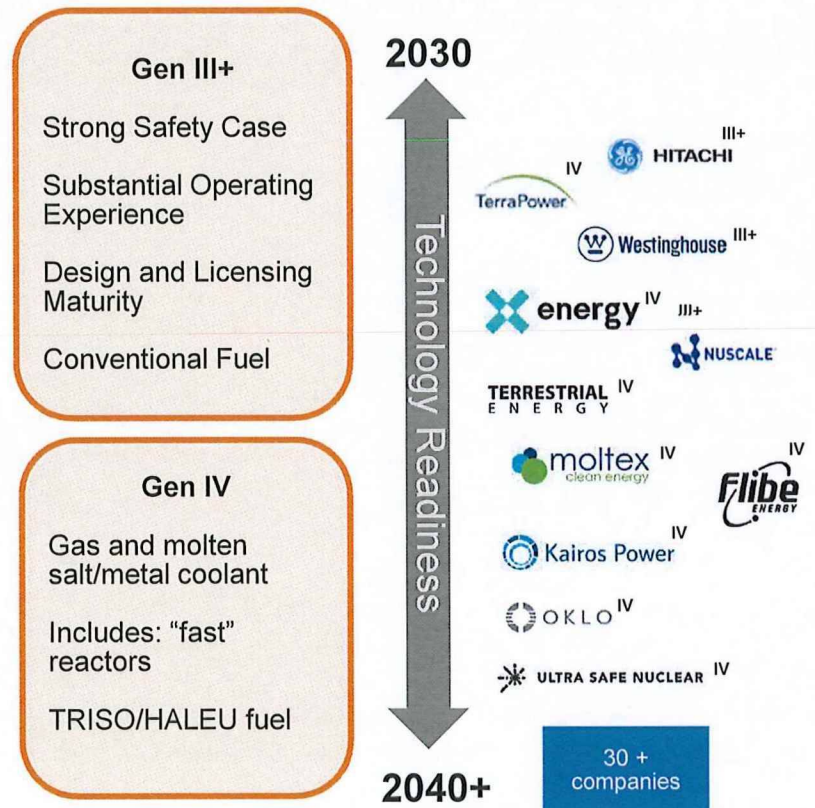 Gen III+
Strong Safety Case
Substantial Operating
Experience
Design and Licensing
Maturity
Conventional Fuel
Gen IV
Gas and molten
salt/metal coolant
Includes: “fast”
reactors
TRISO/HALEU fuel
2030
Technology Readiness
2040+
III+
HITACHI
IV
TerraPower
Westinghouse III+
X energy IV
III+
NUSCALE
TERRESTRIAL IV
ENERGY
moltex IV
clean energy
IV
Flibe
ENERGY
Kairos Power IV
OKLO IV
ULTRA SAFE NUCLEAR IV
30 +
companies